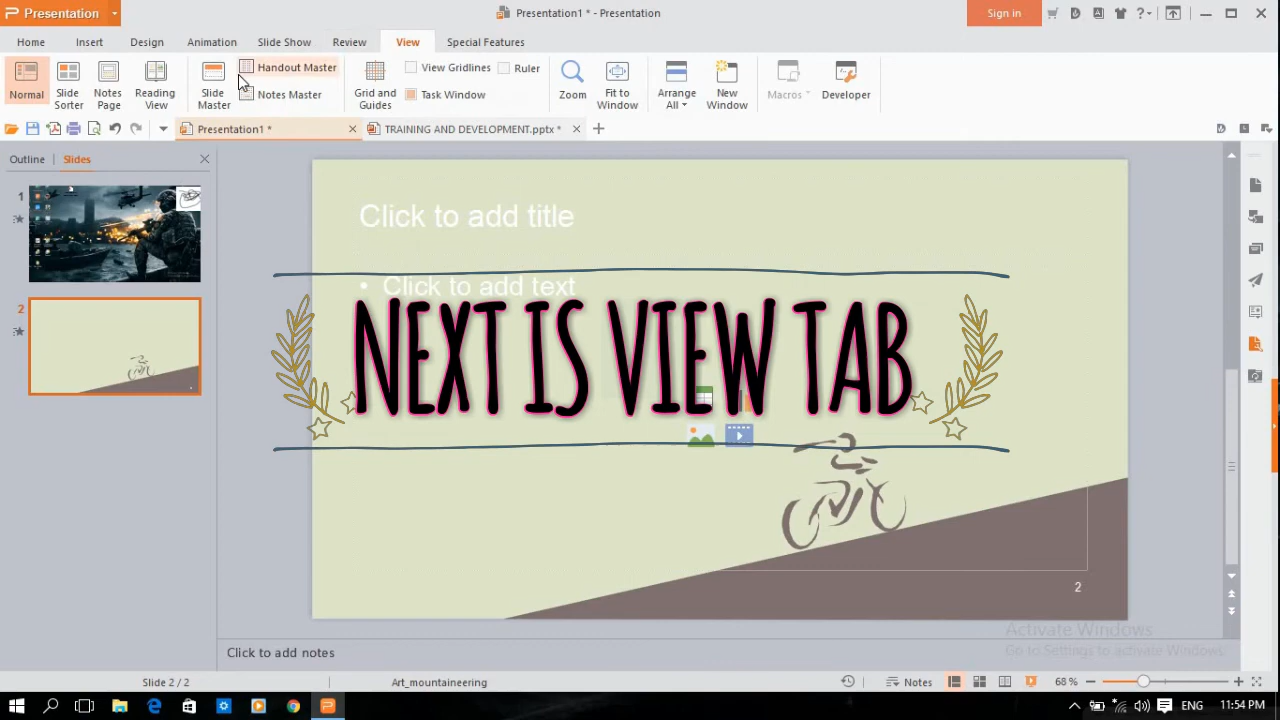 Presentation
Presentation1 * - Presentation
Sign in
Home
Insert
Design
Animation
Slide Show
Review
View
Special Features
Normal
Slide Sorter
Notes Page
Reading View
Slide Master
Handout Master
Notes Master
Grid and Guides
View Gridlines
Ruler
Task Window
Zoom
Fit to Window
Arrange All
New Window
Macros
Developer
Presentation1 *
TRAINING AND DEVELOPMENT.pptx *
Outline
Slides
1
2
Click to add title
• Click to add text
NEXT IS VIEW TAB
2
Activate Windows
Go to Settings to activate Windows.
Click to add notes
Slide 2 / 2
Art_mountaineering
Notes
68 %
ENG
11:54 PM